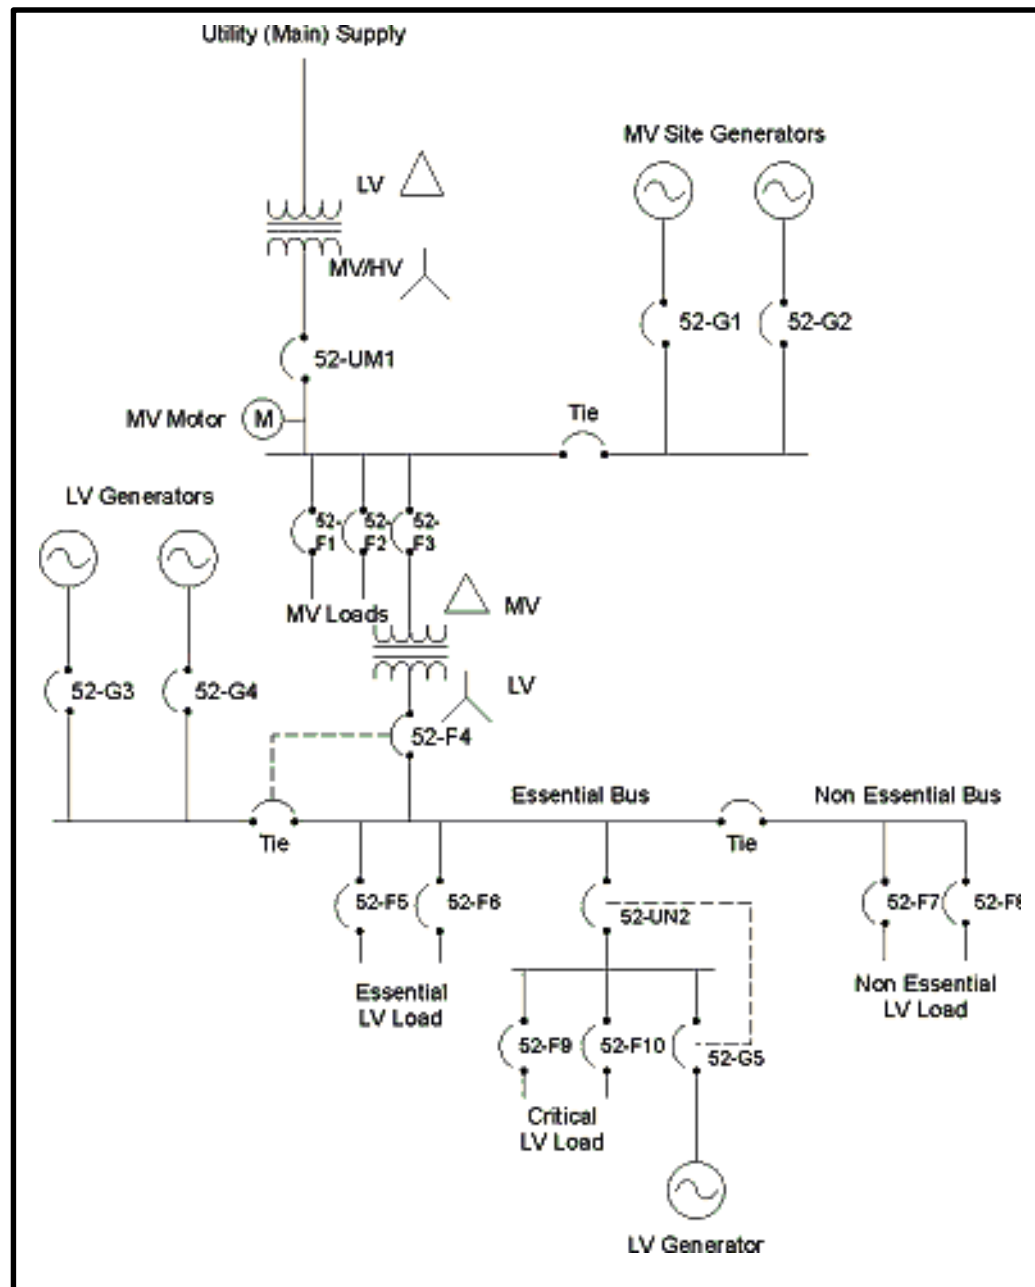 Utility (Main) Supply
MV Site Generators
LV
MV/HV
52-G1
52-G2
52-UM1
MV Motor
M
Tie
LV Generators
52-
F1
52-
F2
52-
F3
MV Loads
MV
LV
52-G3
52-G4
52-F4
Essential Bus
Non Essential Bus
Tie
Tie
52-F5
52-F6
52-UN2
52-F7
52-F8
Essential
LV Load
Non Essential
LV Load
52-F9
52-F10
52-G5
Critical
LV Load
LV Generator